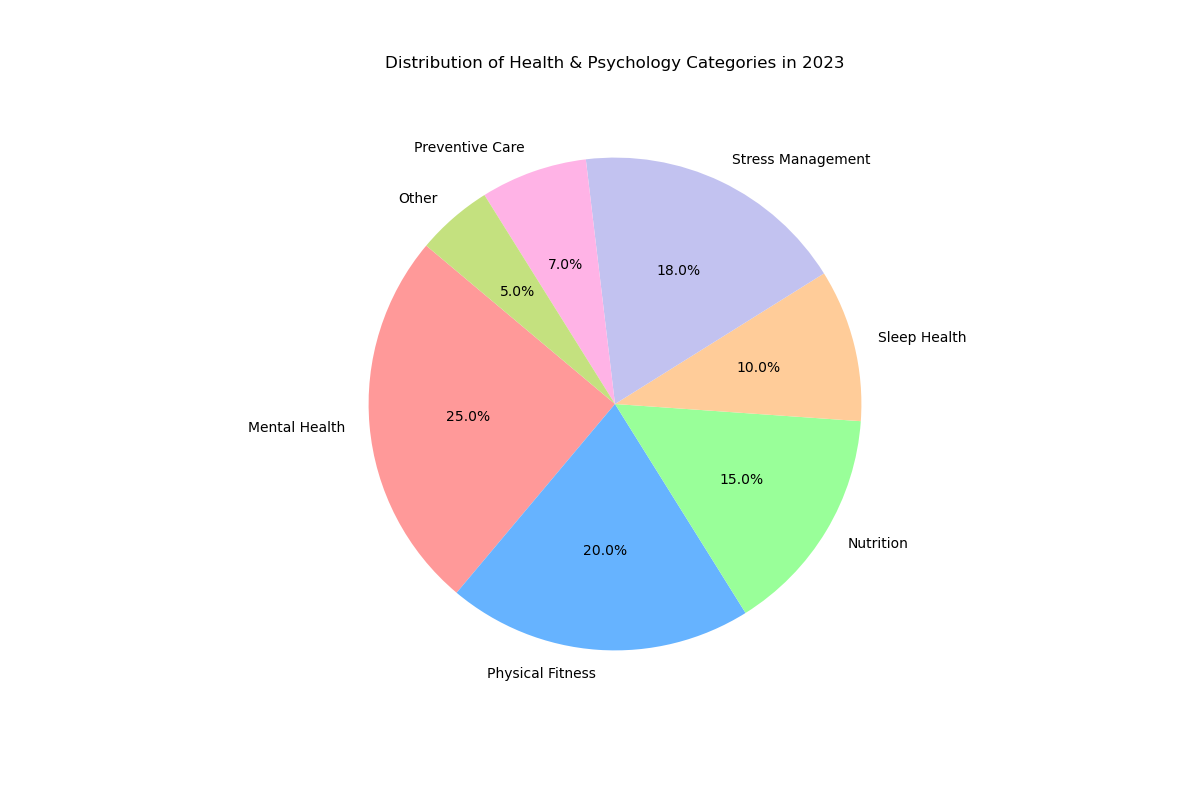 Distribution of Health & Psychology Categories in 2023
Preventive Care
Stress Management
Other
7.0%
18.0%
5.0%
Sleep Health
10.0%
25.0%
Mental Health
15.0%
20.0%
Nutrition
Physical Fitness